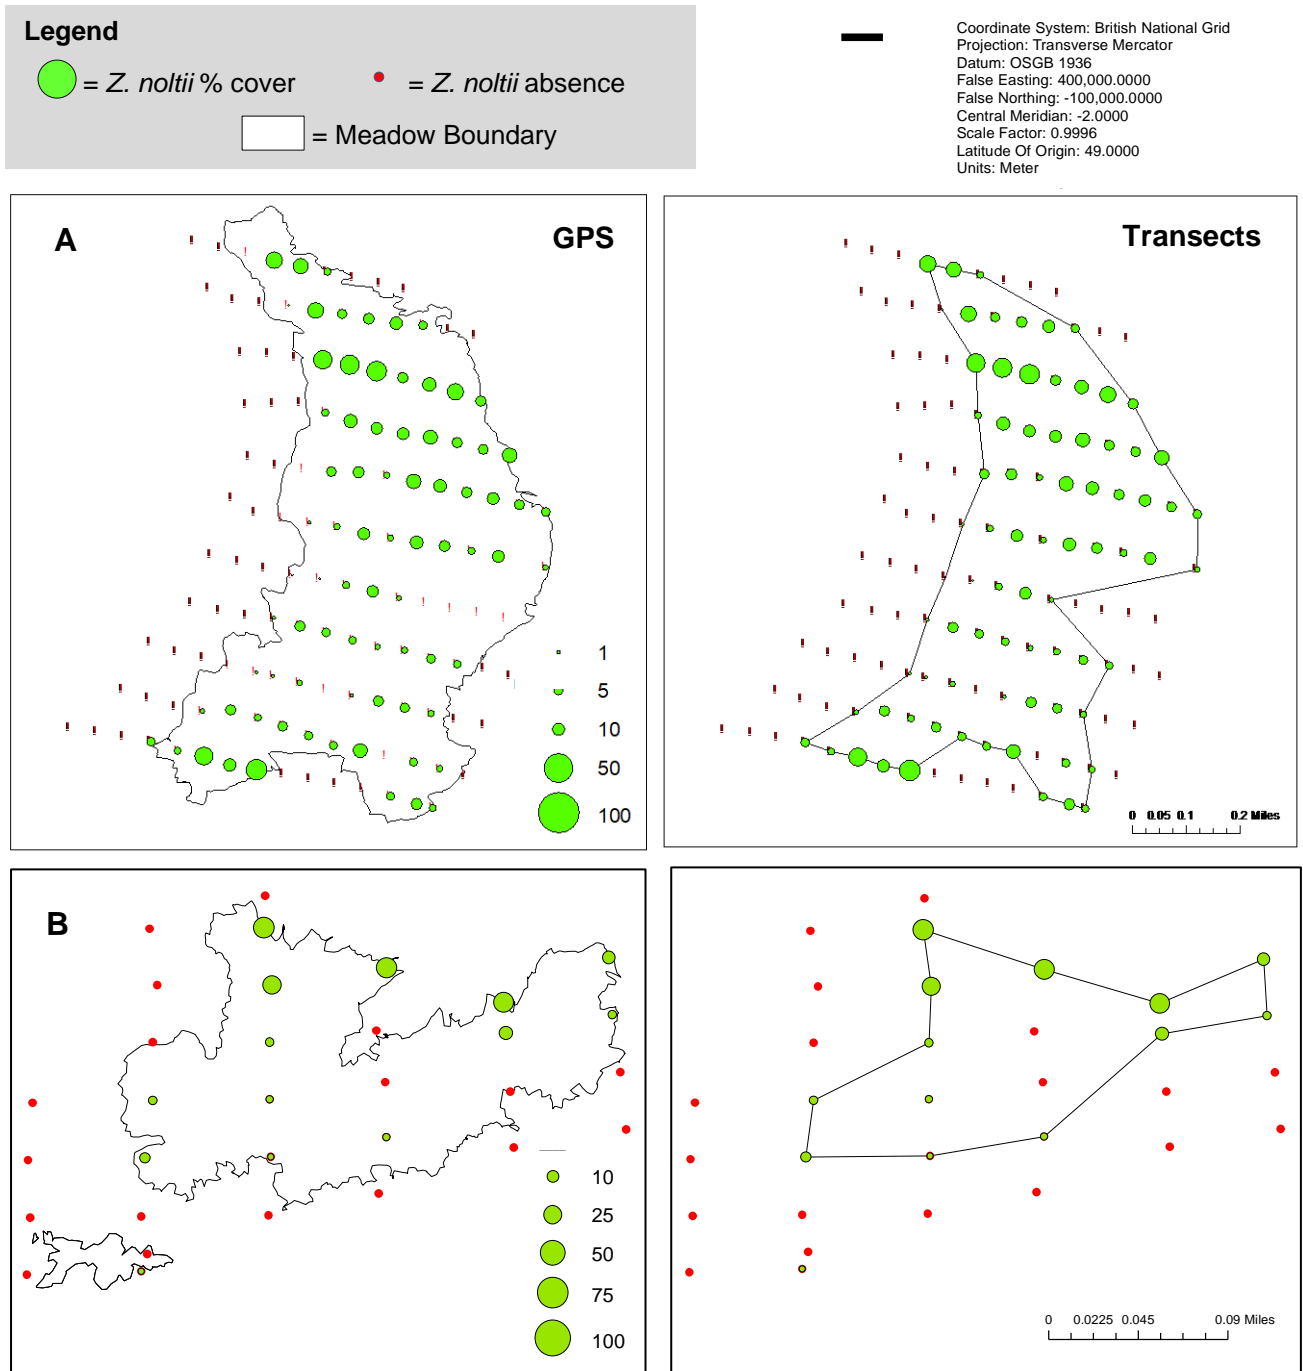 Legend
= Z. noltii % cover
= Z. noltii absence
= Meadow Boundary
Coordinate System: British National Grid
Projection: Transverse Mercator
Datum: OSGB 1936
False Easting: 400,000.0000
False Northing: -100,000.0000
Central Meridian: -2.0000
Scale Factor: 0.9996
Latitude Of Origin: 49.0000
Units: Meter
A
GPS
1
5
10
50
100
Transects
0 0.05 0.1 0.2 Miles
B
10
25
50
75
100
0 0.0225 0.045 0.09 Miles